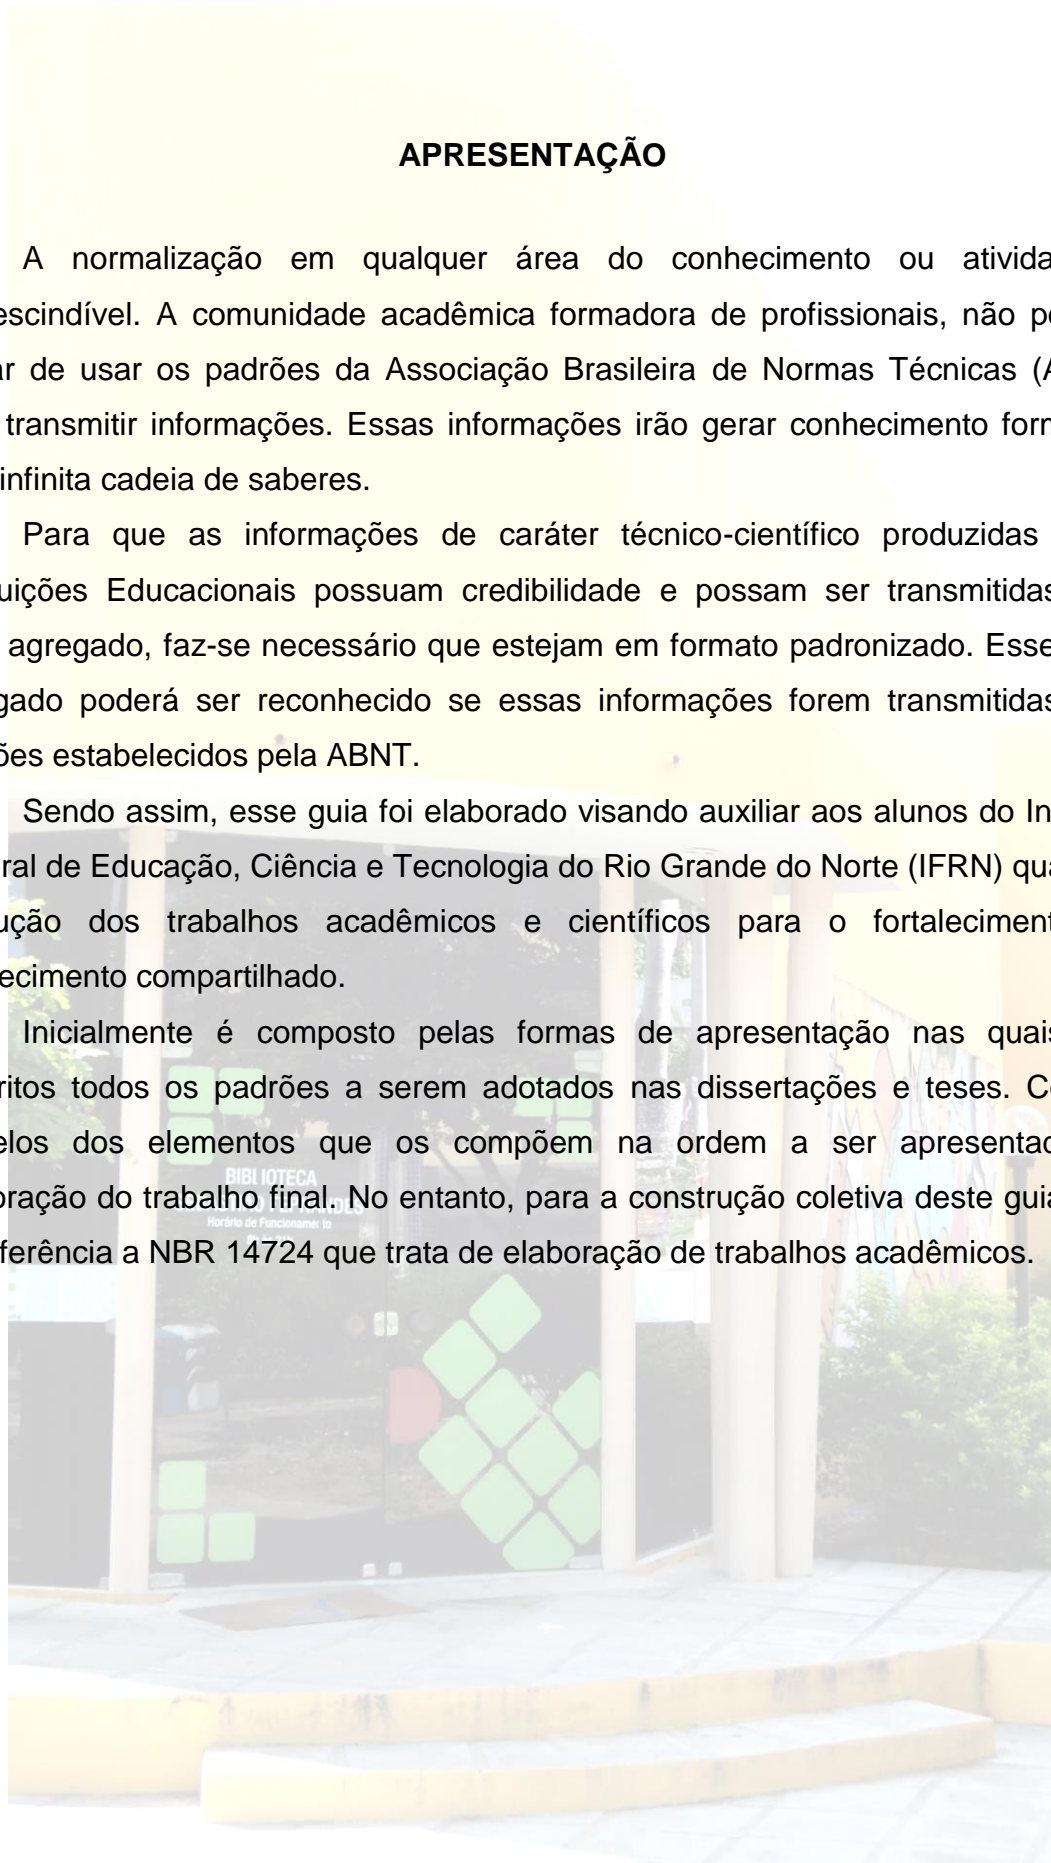 APRESENTAÇÃO
A normalização em qualquer área do conhecimento ou ativida
escindível. A comunidade acadêmica formadora de profissionais, não po
ar de usar os padrões da Associação Brasileira de Normas Técnicas (A
transmitir informações. Essas informações irão gerar conhecimento form
infinita cadeia de saberes.
Para que as informações de caráter técnico-científico produzidas
uições Educacionais possuam credibilidade e possam ser transmitidas
agregado, faz-se necessário que estejam em formato padronizado. Esse
gado poderá ser reconhecido se essas informações forem transmitidas
ões estabelecidos pela ABNT.
Sendo assim, esse guia foi elaborado visando auxiliar aos alunos do In
ral de Educação, Ciência e Tecnologia do Rio Grande do Norte (IFRN) qua
ução dos trabalhos acadêmicos e científicos para o fortaleciment
ecimento compartilhado.
Inicialmente é composto pelas formas de apresentação nas quais
ritos todos os padrões a serem adotados nas dissertações e teses. Co
elos dos elementos que os compõem na ordem a ser apresentad
BIBLIOTECA
oração do trabalho final. No entanto, para a construção coletiva deste guia
Horário de Funcionamento
ferência a NBR 14724 que trata de elaboração de trabalhos acadêmicos.